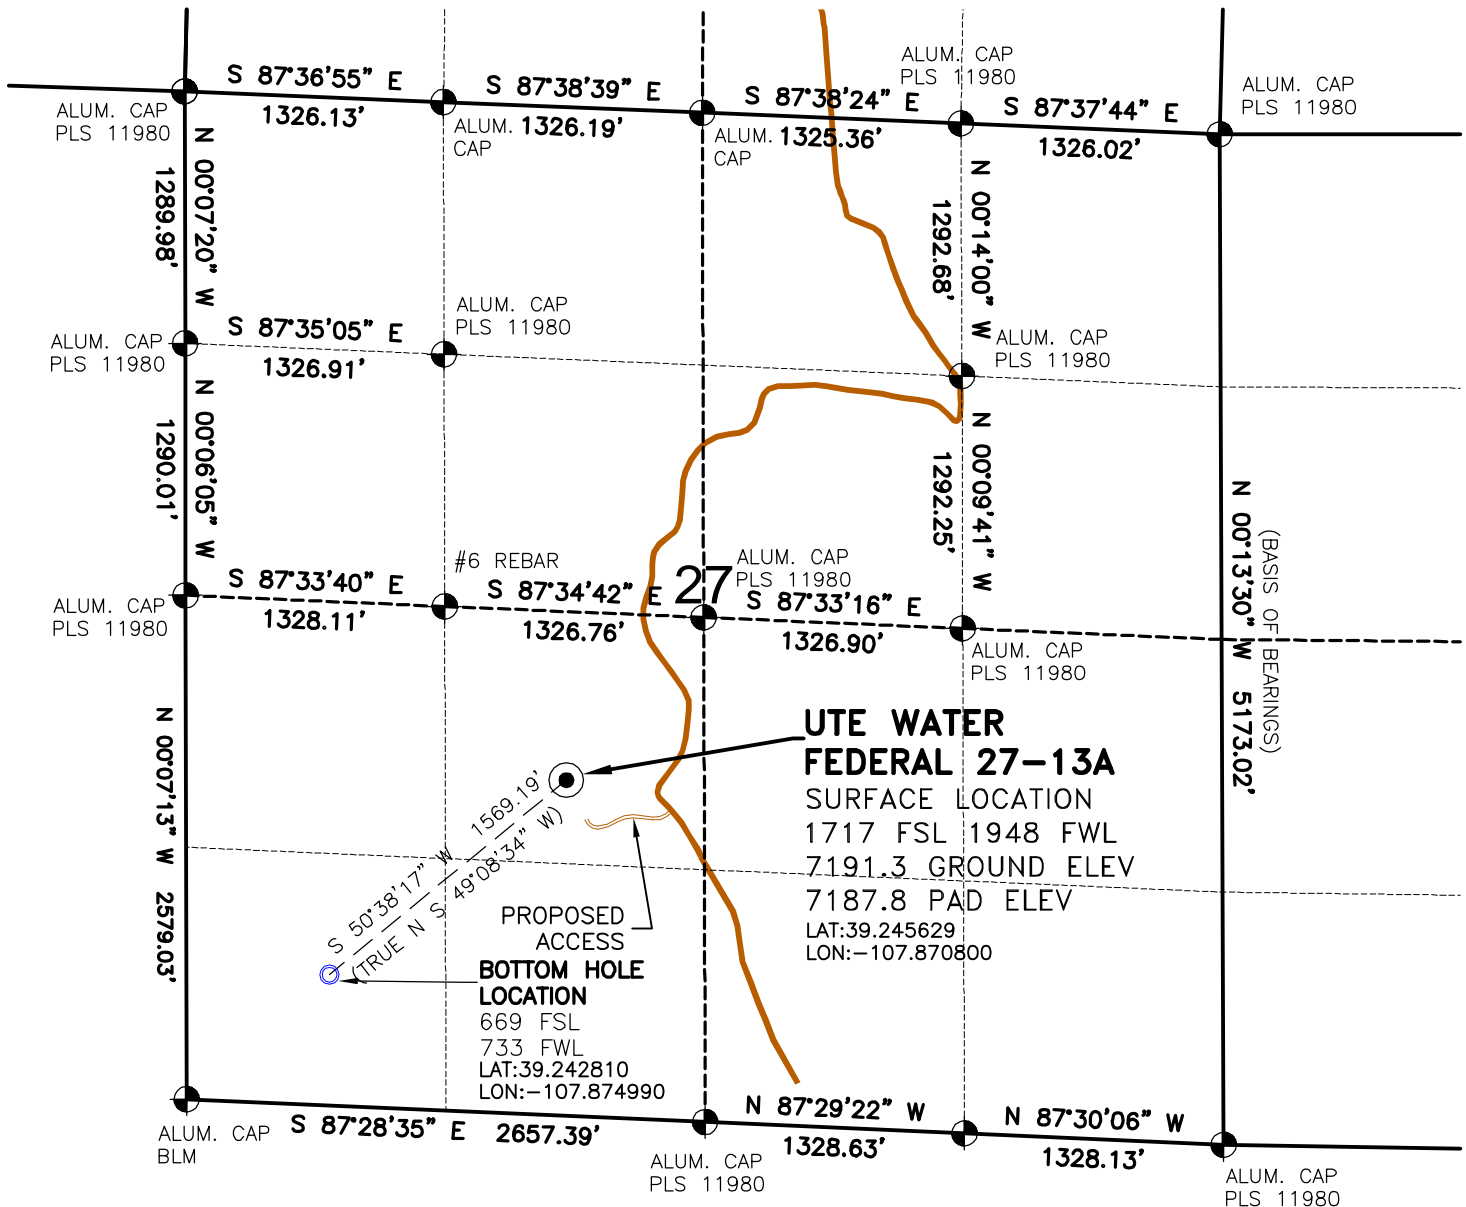 S 87°36'55" E
1326.13'
S 87°38'39" E
1326.19'
S 87°38'24" E
1325.36'
S 87°37'44" E
1326.02'
ALUM. CAP
PLS 11980
ALUM.
CAP
ALUM.
CAP
ALUM. CAP
PLS 11980
ALUM. CAP
PLS 11980
N 00°07'20" W
1289.98'
N 00°14'00" W
1292.68'
ALUM. CAP
PLS 11980
S 87°35'05" E
1326.91'
ALUM. CAP
PLS 11980
ALUM. CAP
PLS 11980
N 00°06'05" W
1290.01'
N 00°09'41" W
1292.25'
N 00°13'30" W 5173.02'
(BASIS OF BEARINGS)
ALUM. CAP
PLS 11980
S 87°33'40" E
1328.11'
#6 REBAR
S 87°34'42" E
1326.76'
27
ALUM. CAP
PLS 11980
S 87°33'16" E
1326.90'
ALUM. CAP
PLS 11980
N 00°07'13" W 2579.03'
UTE WATER
FEDERAL 27-13A
SURFACE LOCATION
1717 FSL 1948 FWL
7191.3 GROUND ELEV
7187.8 PAD ELEV
LAT:39.245629
LON:-107.870800
S 50°38'17" W 1569.19'
(TRUE N S 49°08'34" W)
PROPOSED
ACCESS
BOTTOM HOLE
LOCATION
669 FSL
733 FWL
LAT:39.242810
LON:-107.874990
ALUM. CAP
BLM
S 87°28'35" E 2657.39'
ALUM. CAP
PLS 11980
N 87°29'22" W
1328.63'
N 87°30'06" W
1328.13'
ALUM. CAP
PLS 11980